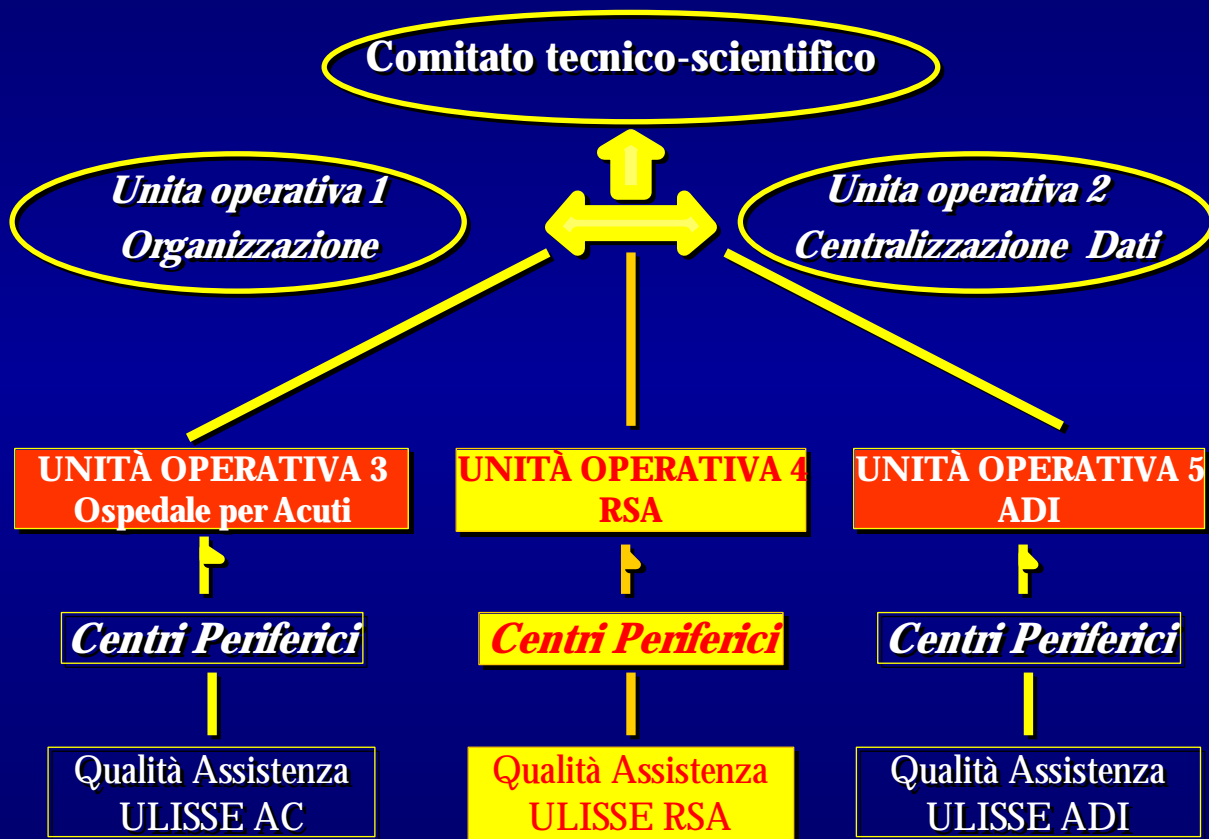 Comitato tecnico-scientifico
Unita operativa 1
Organizzazione
Unita operativa 2
Centralizzazione Dati
UNITÀ OPERATIVA 3
Ospedale per Acuti
UNITÀ OPERATIVA 4
RSA
UNITÀ OPERATIVA 5
ADI
Centri Periferici
Centri Periferici
Centri Periferici
Qualità Assistenza
ULISSE AC
Qualità Assistenza
ULISSE RSA
Qualità Assistenza
ULISSE ADI